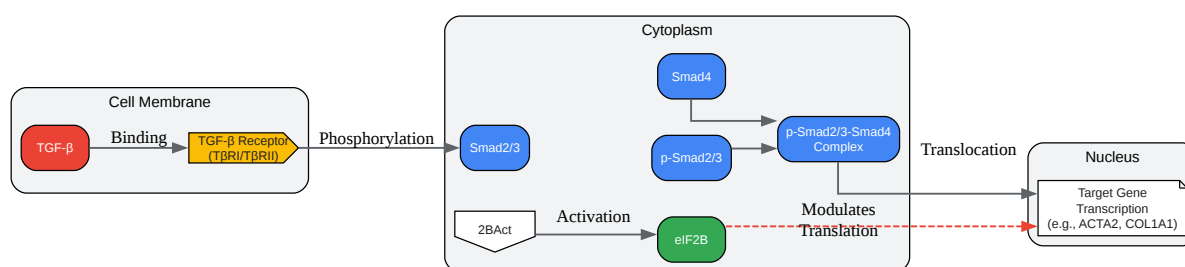 Cytoplasm
Cell Membrane
Nucleus
TGF-β
Binding
TGF-β Receptor
(TβRI/TβRII)
Phosphorylation
Smad2/3
Smad4
p-Smad2/3
p-Smad2/3-Smad4
Complex
Translocation
Target Gene
Transcription
(e.g., ACTA2, COL1A1)
2BAct
Activation
eIF2B
Modulates
Translation